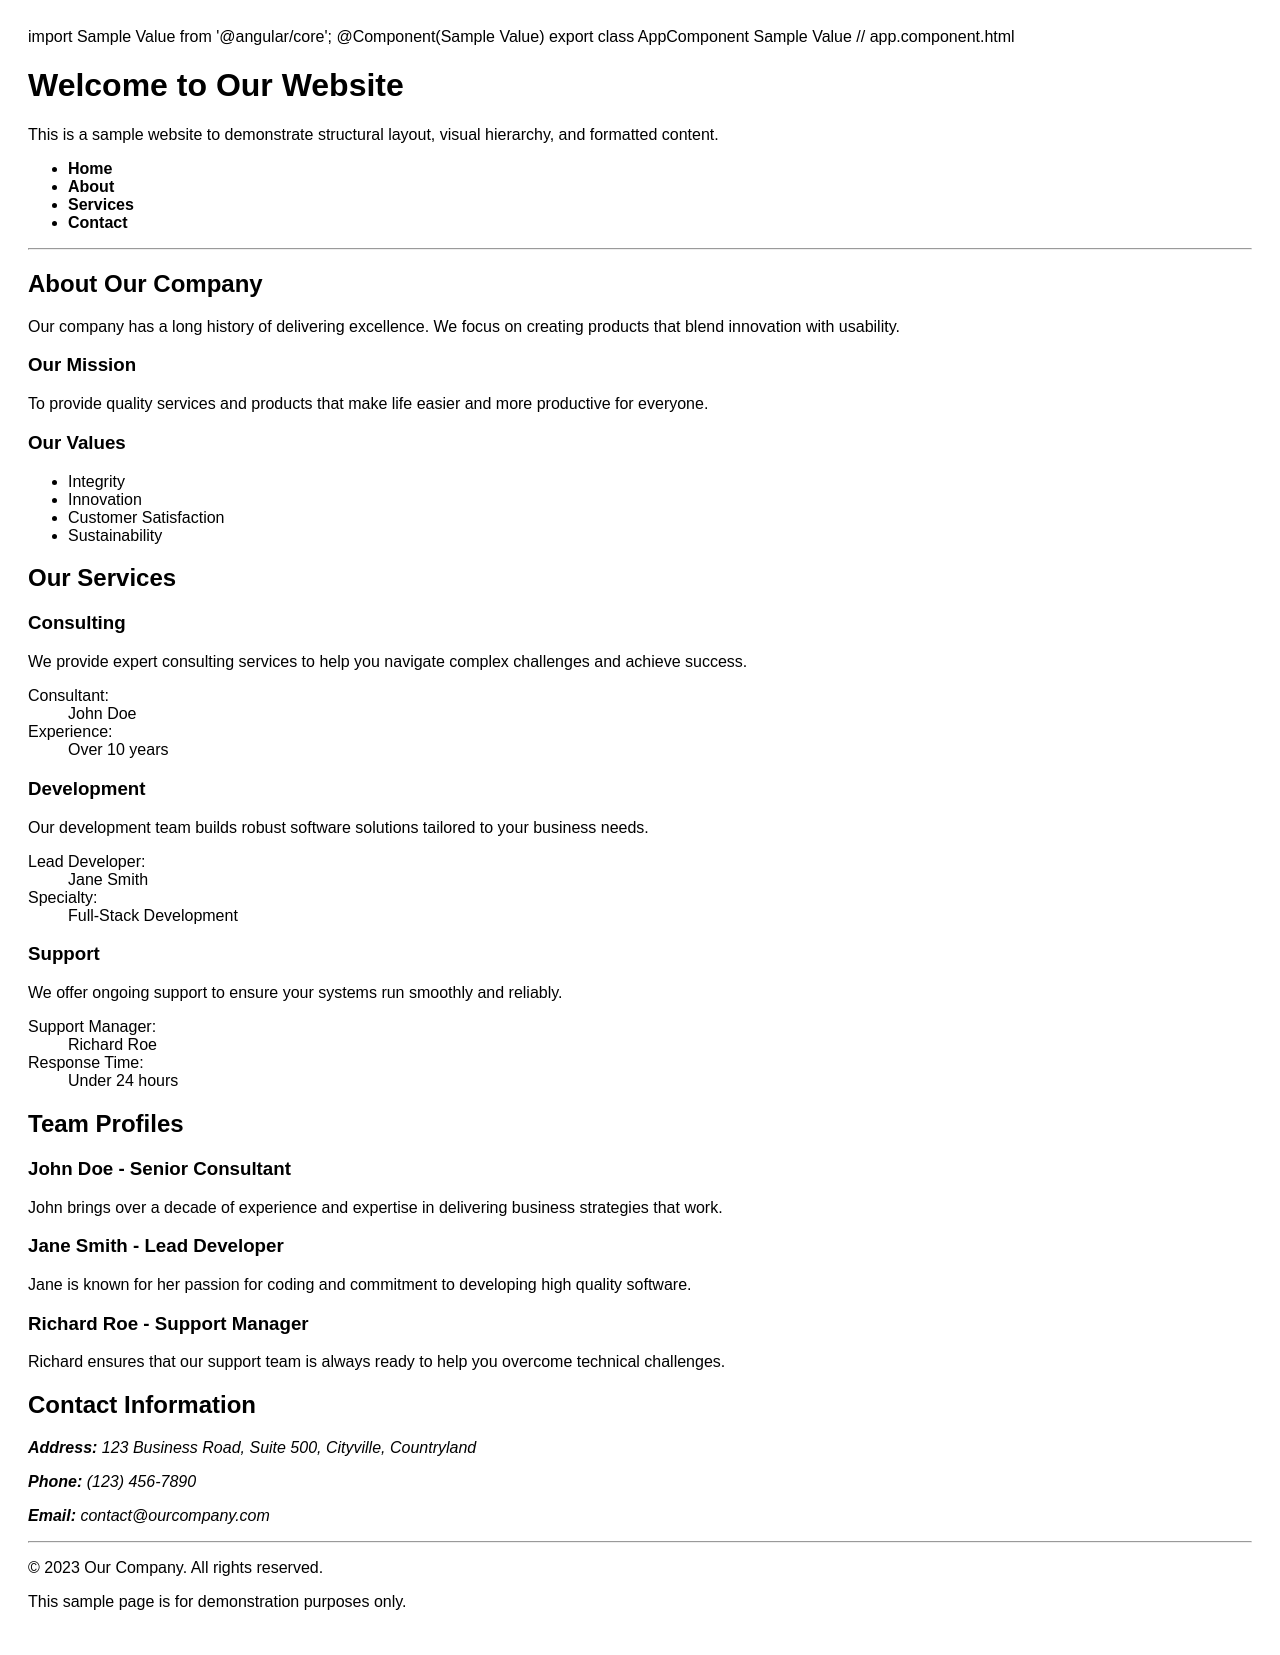 import Sample Value from '@angular/core'; @Component(Sample Value) export class AppComponent Sample Value // app.component.html
Welcome to Our Website
This is a sample website to demonstrate structural layout, visual hierarchy, and formatted content.
Home
About
Services
Contact
About Our Company
Our company has a long history of delivering excellence. We focus on creating products that blend innovation with usability.
Our Mission
To provide quality services and products that make life easier and more productive for everyone.
Our Values
Integrity
Innovation
Customer Satisfaction
Sustainability
Our Services
Consulting
We provide expert consulting services to help you navigate complex challenges and achieve success.
Consultant:
John Doe
Experience:
Over 10 years
Development
Our development team builds robust software solutions tailored to your business needs.
Lead Developer:
Jane Smith
Specialty:
Full-Stack Development
Support
We offer ongoing support to ensure your systems run smoothly and reliably.
Support Manager:
Richard Roe
Response Time:
Under 24 hours
Team Profiles
John Doe - Senior Consultant
John brings over a decade of experience and expertise in delivering business strategies that work.
Jane Smith - Lead Developer
Jane is known for her passion for coding and commitment to developing high quality software.
Richard Roe - Support Manager
Richard ensures that our support team is always ready to help you overcome technical challenges.
Contact Information
Address: 123 Business Road, Suite 500, Cityville, Countryland
Phone: (123) 456-7890
Email: contact@ourcompany.com
© 2023 Our Company. All rights reserved.
This sample page is for demonstration purposes only.